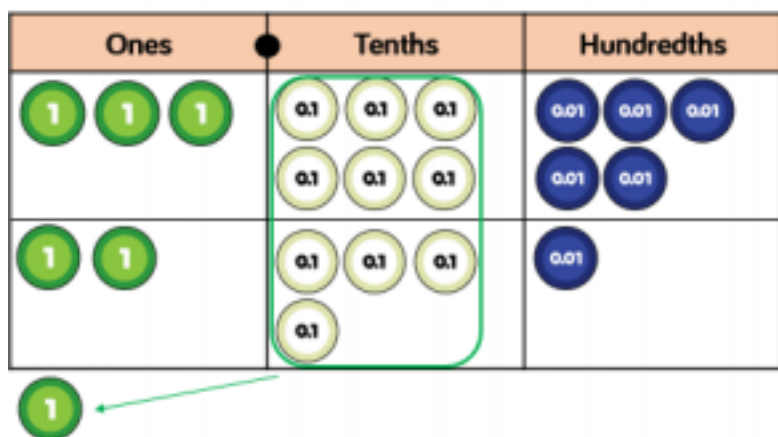 Ones Tenths Hundredths
1 1 1 0.1 0.1 0.1 0.01 0.01 0.01
0.1 0.1 0.1 0.01 0.01
1 1 0.1 0.1 0.1 0.01
0.1
1